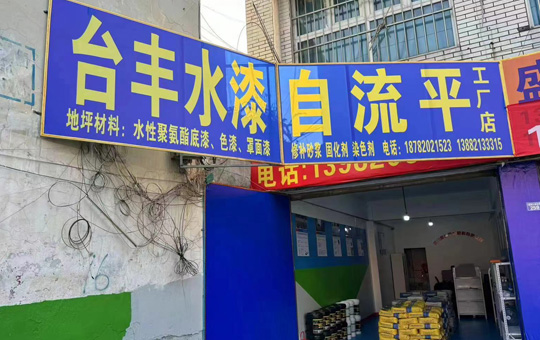 台丰水漆
地坪材料：水性聚氨酯底漆、色漆、罩面漆
自流平
工厂店
修补砂浆 固化剂 染色剂 电话：18782021523 13882133315
电话: